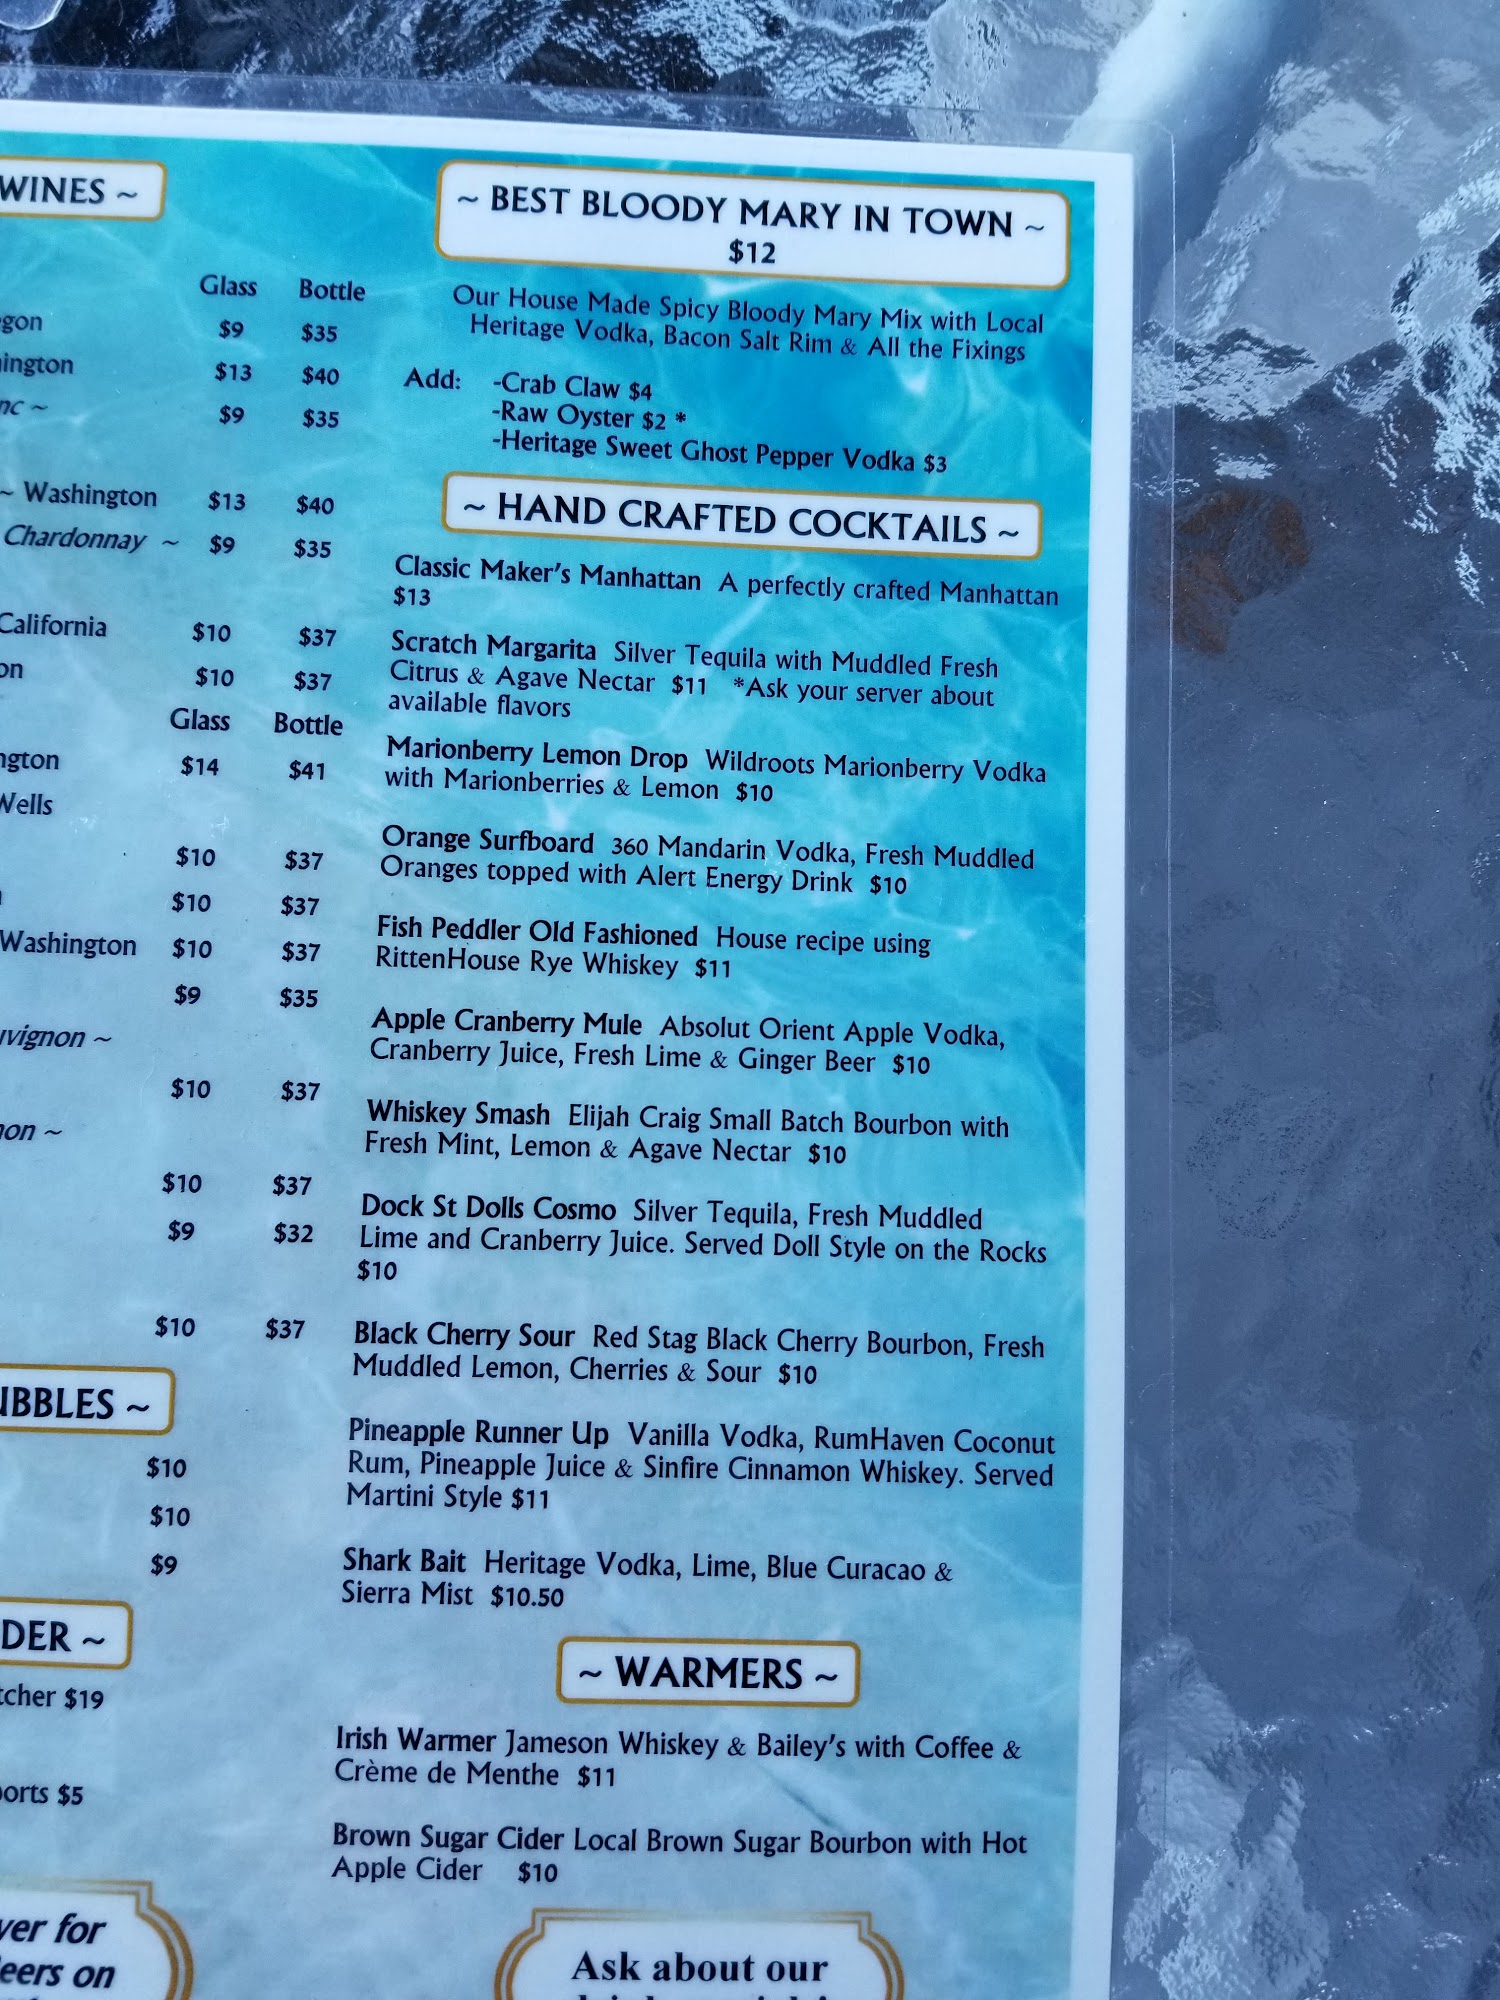 WINES ~
Glass Bottle
$9 $35
$13 $40
$9 $35
~ Washington $13 $40
Chardonnay ~ $9 $35
California $10 $37
$10 $37
Glass Bottle
$14 $41
Wells
$10 $37
$10 $37
Washington $10 $37
$9 $35
$10 $37
$10 $37
$9 $32
$10 $37
$10
$10
$9
$19
$5
~ BEST BLOODY MARY IN TOWN ~
$12
Our House Made Spicy Bloody Mary Mix with Local
Heritage Vodka, Bacon Salt Rim & All the Fixings
Add: -Crab Claw $4
-Raw Oyster $2 *
-Heritage Sweet Ghost Pepper Vodka $3
~ HAND CRAFTED COCKTAILS ~
Classic Maker's Manhattan A perfectly crafted Manhattan
$13
Scratch Margarita Silver Tequila with Muddled Fresh
Citrus & Agave Nectar $11 *Ask your server about
available flavors
Marionberry Lemon Drop Wildroots Marionberry Vodka
with Marionberries & Lemon $10
Orange Surfboard 360 Mandarin Vodka, Fresh Muddled
Oranges topped with Alert Energy Drink $10
Fish Peddler Old Fashioned House recipe using
RittenHouse Rye Whiskey $11
Apple Cranberry Mule Absolut Orient Apple Vodka,
Cranberry Juice, Fresh Lime & Ginger Beer $10
Whiskey Smash Elijah Craig Small Batch Bourbon with
Fresh Mint, Lemon & Agave Nectar $10
Dock St Dolls Cosmo Silver Tequila, Fresh Muddled
Lime and Cranberry Juice. Served Doll Style on the Rocks
$10
Black Cherry Sour Red Stag Black Cherry Bourbon, Fresh
Muddled Lemon, Cherries & Sour $10
Pineapple Runner Up Vanilla Vodka, RumHaven Coconut
Rum, Pineapple Juice & Sinfire Cinnamon Whiskey. Served
Martini Style $11
Shark Bait Heritage Vodka, Lime, Blue Curacao &
Sierra Mist $10.50
~ WARMERS ~
Irish Warmer Jameson Whiskey & Bailey's with Coffee &
Crème de Menthe $11
Brown Sugar Cider Local Brown Sugar Bourbon with Hot
Apple Cider $10
for
on
Ask about our